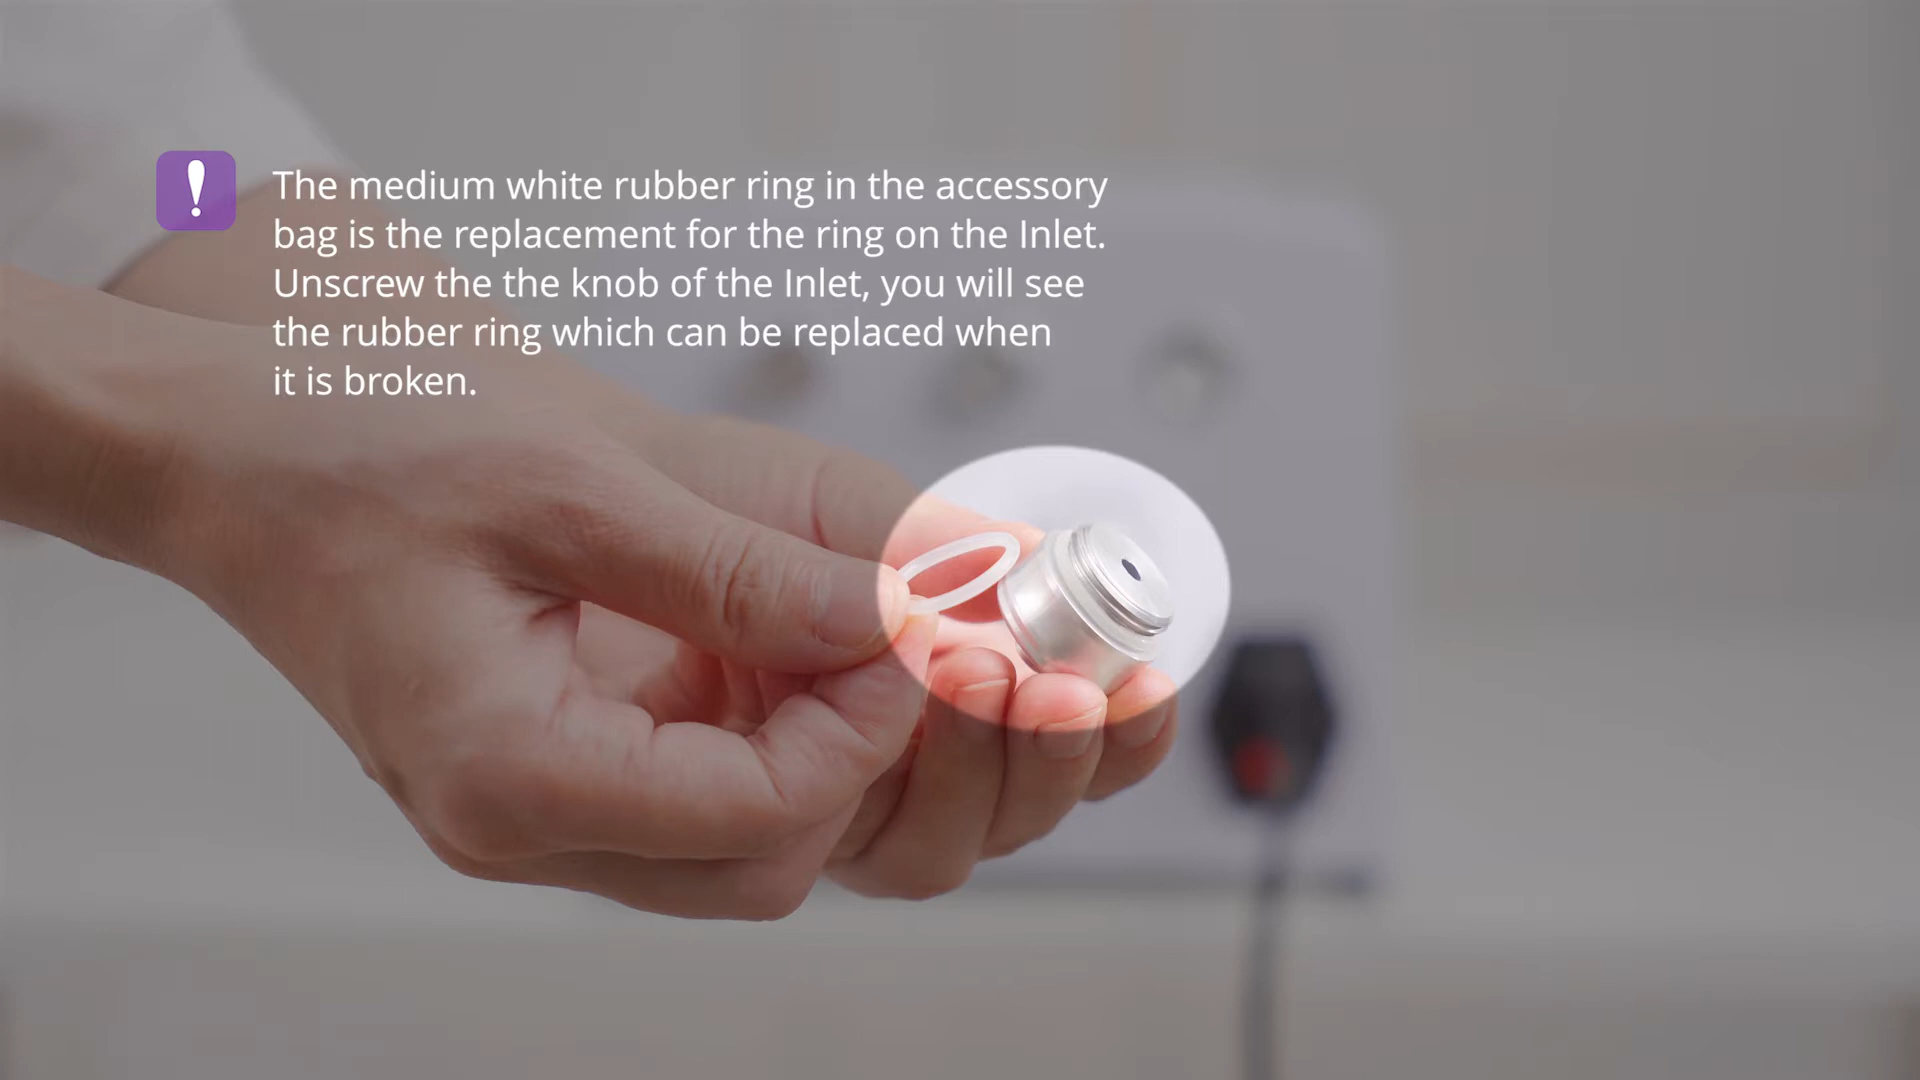 The medium white rubber ring in the accessory
bag is the replacement for the ring on the Inlet.
Unscrew the the knob of the Inlet, you will see
the rubber ring which can be replaced when
it is broken.